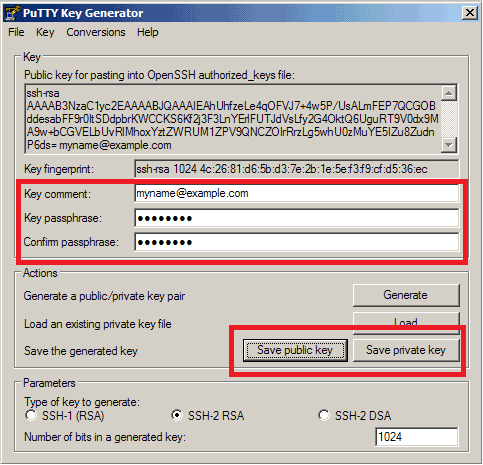 PuTTY Key Generator
File Key Conversions Help
Key
Public key for pasting into OpenSSH authorized_keys file:
ssh-rsa
AAAAB3NzaC1yc2EAAAABJQAAAIEAhUhfzeLe4qOFVJ7+4w5P/UsALmFEP7QCGOB
ddesabFF9r0ltSDdpbrKWCCKS6Kf2j3F3LnYErlFUTJdVsLfy2G4OktQ6UguRT9V0dx9M
A9w+bCGVELbUvRlMhoxYztZWRUM1ZPV9QNCZOIrRrzLg5whU0zMuYE5IZu8Zudn
P6ds= myname@example.com
Key fingerprint: ssh-rsa 1024 4c:26:81:d6:5b:d3:7e:2b:1e:5e:f3:f9:cf:d5:36:ec
Key comment: myname@example.com
Key passphrase: ●●●●●●●●
Confirm passphrase: ●●●●●●●●
Actions
Generate a public/private key pair Generate
Load an existing private key file Load
Save the generated key Save public key Save private key
Parameters
Type of key to generate:
SSH-1 (RSA) SSH-2 RSA SSH-2 DSA
Number of bits in a generated key: 1024